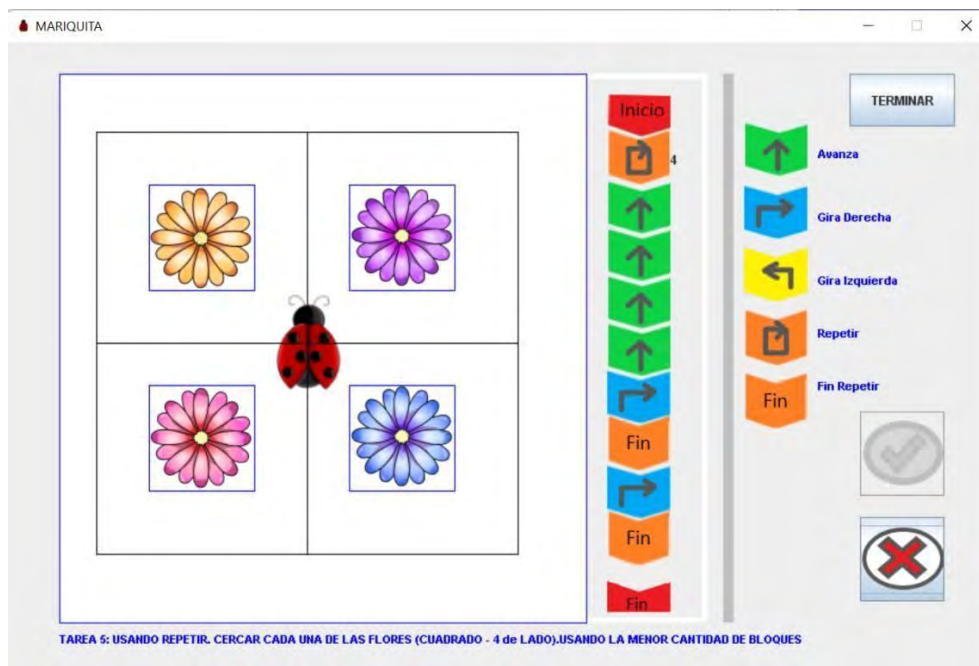 MARIQUITA
TERMINAR
Inicio
4
Fin
Fin
Fin
Avanza
Gira Derecha
Gira Izquierda
Repetir
Fin Repetir
Fin
TAREA 5: USANDO REPETIR. CERCAR CADA UNA DE LAS FLORES (CUADRADO - 4 de LADO).USANDO LA MENOR CANTIDAD DE BLOQUES